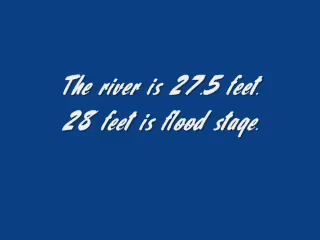 The river is 27.5 feet.
28 feet is flood stage.